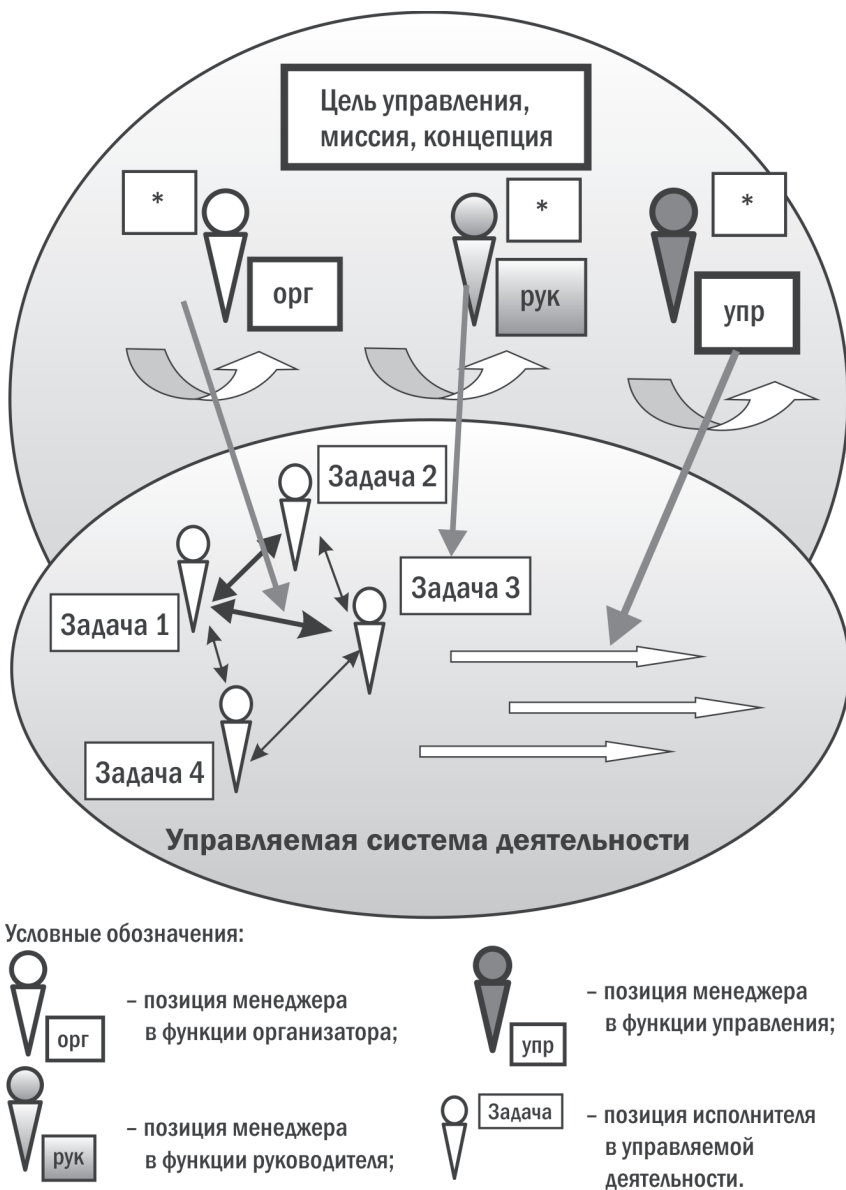 Цель управления,
миссия, концепция
*
*
*
орг
рук
упр
Задача 2
Задача 3
Задача 1
Задача 4
Управляемая система деятельности
Условные обозначения:
орг
– позиция менеджера
в функции организатора;
упр
– позиция менеджера
в функции управления;
рук
– позиция менеджера
в функции руководителя;
Задача
– позиция исполнителя
в управляемой
деятельности.